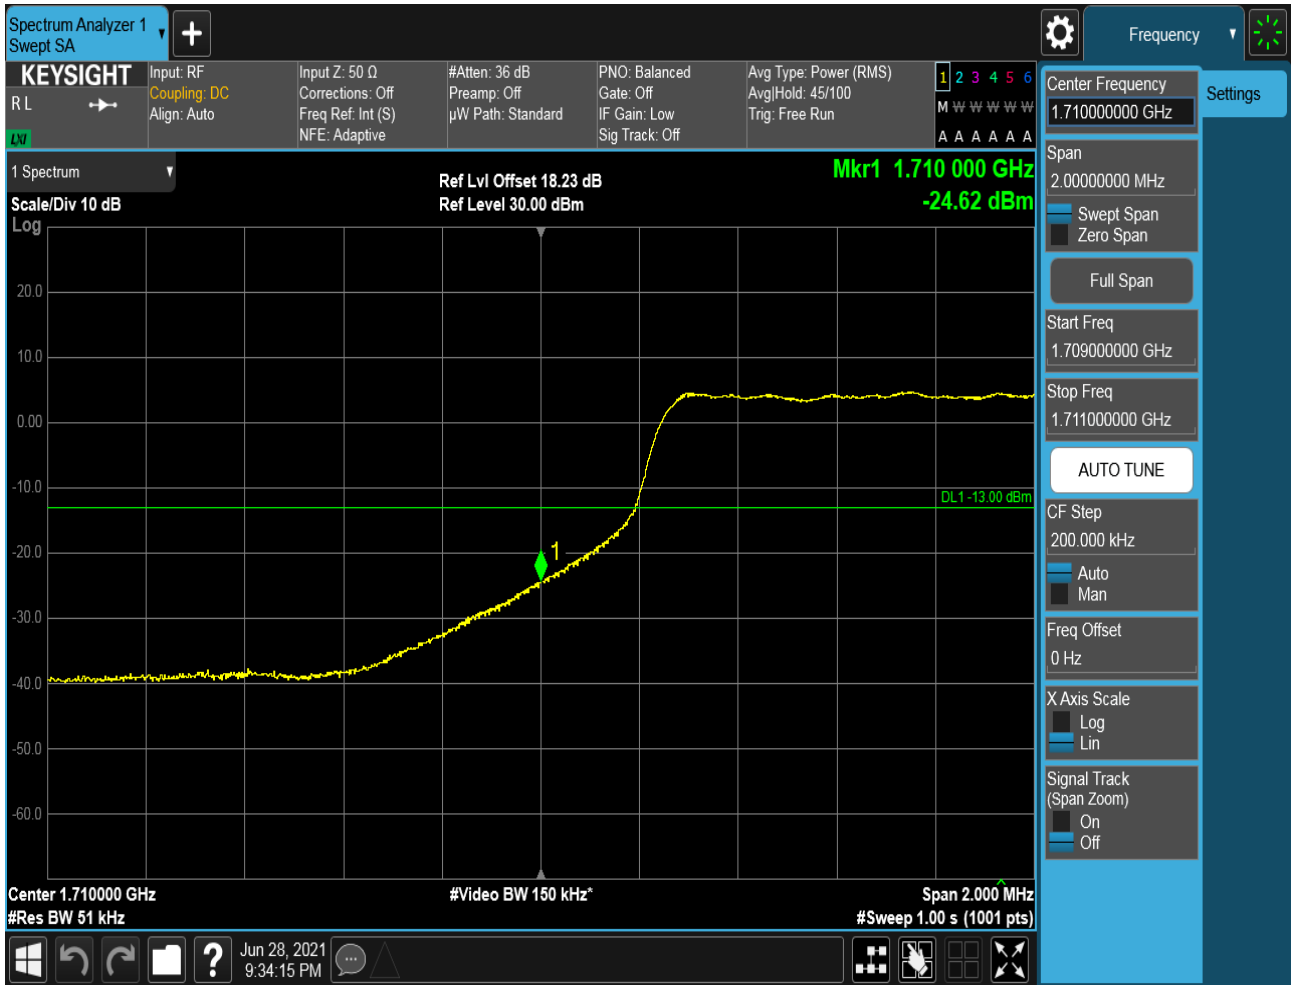 Spectrum Analyzer 1
Swept SA
Frequency
KEYSIGHT
R L
LXI
Input: RF
Coupling: DC
Align: Auto
Input Z: 50 Ω
Corrections: Off
Freq Ref: Int (S)
NFE: Adaptive
#Atten: 36 dB
Preamp: Off
µW Path: Standard
PNO: Balanced
Gate: Off
IF Gain: Low
Sig Track: Off
Avg Type: Power (RMS)
Avg|Hold: 45/100
Trig: Free Run
1 2 3 4 5 6
M W W W W W
A A A A A A
1 Spectrum
Scale/Div 10 dB
Log
Ref Lvl Offset 18.23 dB
Ref Level 30.00 dBm
Mkr1 1.710 000 GHz
-24.62 dBm
20.0
10.0
0.00
-10.0
-20.0
-30.0
-40.0
-50.0
-60.0
DL1 -13.00 dBm
1
Center 1.710000 GHz
#Res BW 51 kHz
#Video BW 150 kHz*
Span 2.000 MHz
#Sweep 1.00 s (1001 pts)
Center Frequency
1.710000000 GHz
Settings
Span
2.00000000 MHz
Swept Span
Zero Span
Full Span
Start Freq
1.709000000 GHz
Stop Freq
1.711000000 GHz
AUTO TUNE
CF Step
200.000 kHz
Auto
Man
Freq Offset
0 Hz
X Axis Scale
Log
Lin
Signal Track
(Span Zoom)
On
Off
?
Jun 28, 2021
9:34:15 PM